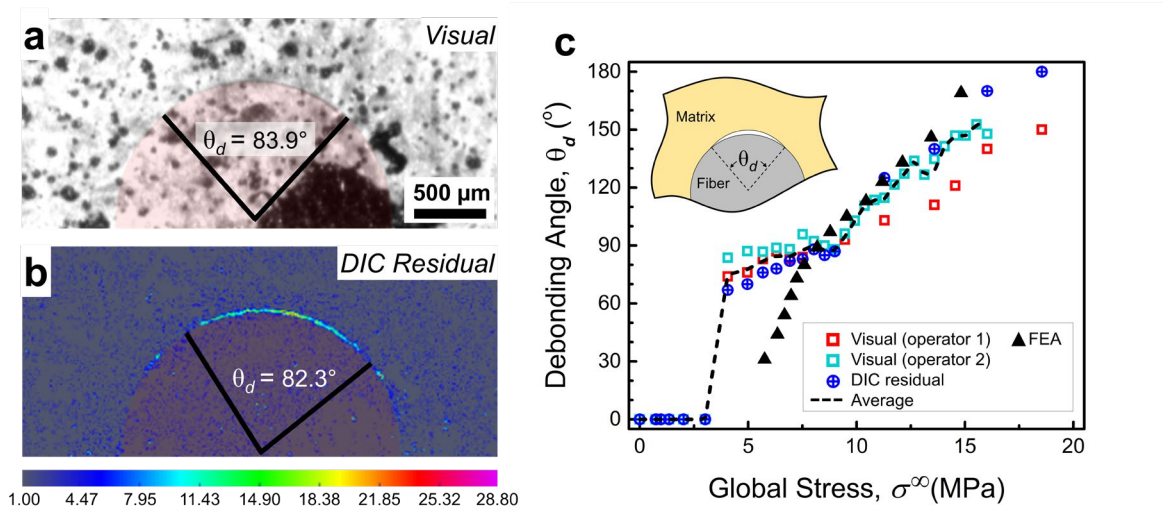 a
Visual
θd = 83.9°
500 µm
b
DIC Residual
θd = 82.3°
1.00 4.47 7.95 11.43 14.90 18.38 21.85 25.32 28.80
c
180
150
120
90
60
30
0
Debonding Angle, θd (°)
Matrix
θd
Fiber
Visual (operator 1)
FEA
Visual (operator 2)
DIC residual
Average
0 5 10 15 20
Global Stress, σ∞(MPa)